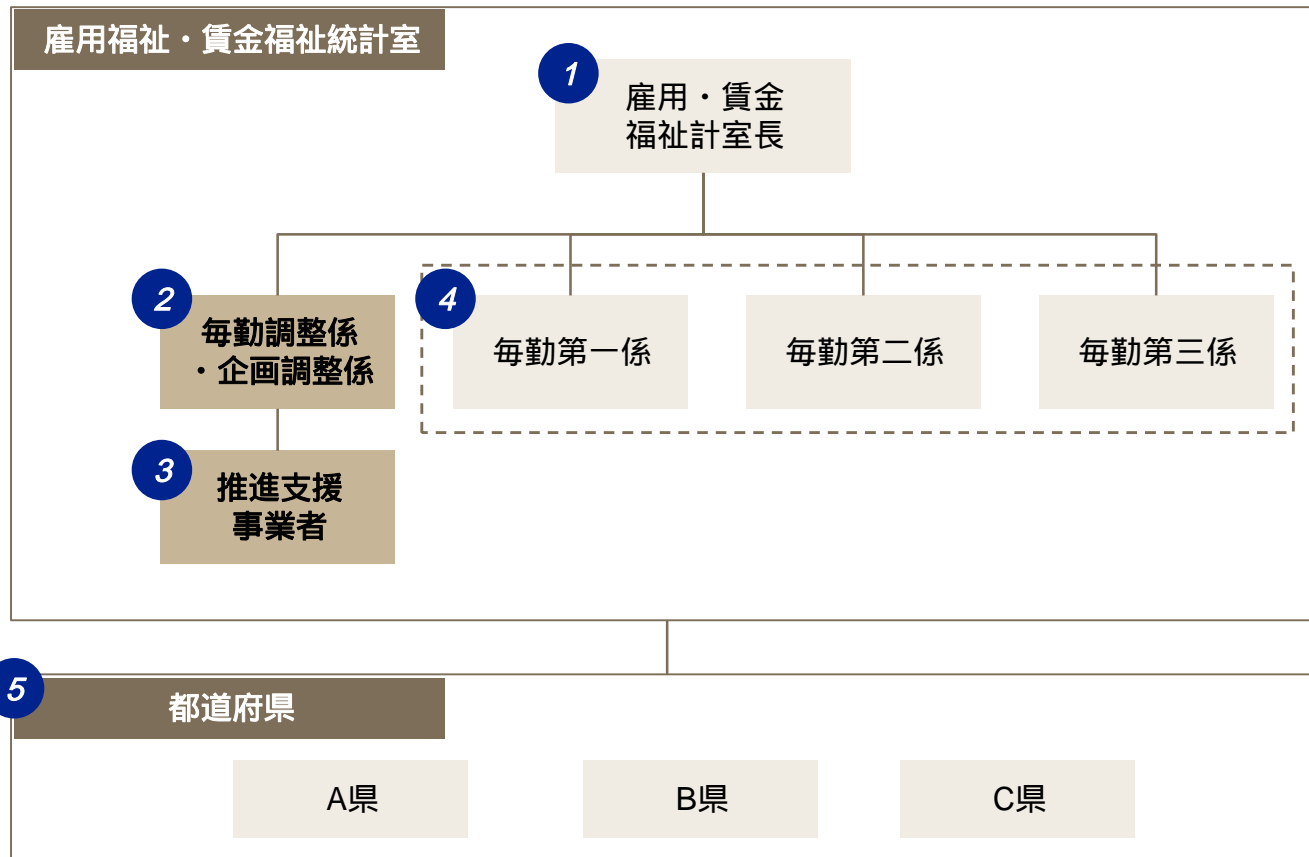 雇用福祉・賃金福祉統計室
1
雇用・賃金
福祉計室長
2
毎勤調整係
・企画調整係
4
毎勤第一係
毎勤第二係
毎勤第三係
3
推進支援
事業者
5
都道府県
A県
B県
C県